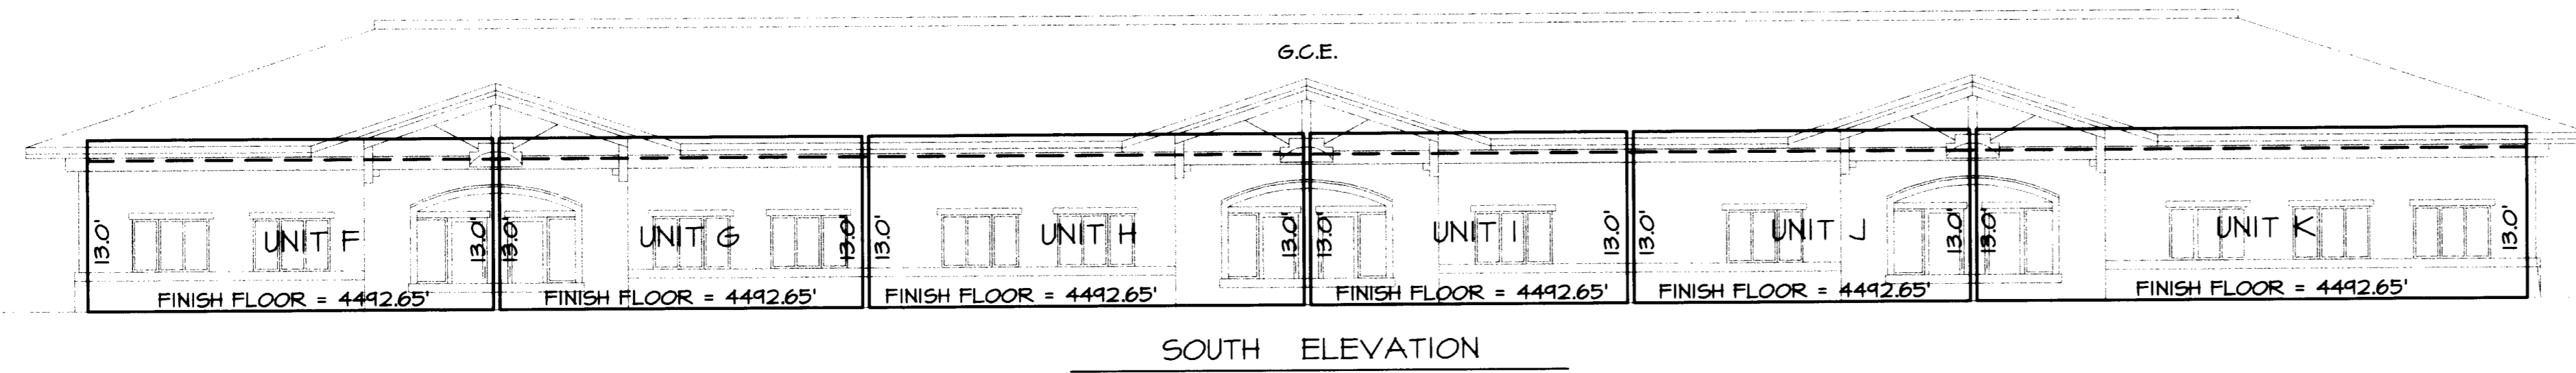 G.C.E.
13.0' UNIT F 13.0' 13.0' UNIT G 13.0' 13.0' UNIT H 13.0' 13.0' UNIT I 13.0' 13.0' UNIT J 13.0' 13.0' UNIT K 13.0'
FINISH FLOOR = 4492.65' FINISH FLOOR = 4492.65' FINISH FLOOR = 4492.65' FINISH FLOOR = 4492.65' FINISH FLOOR = 4492.65' FINISH FLOOR = 4492.65'
SOUTH ELEVATION